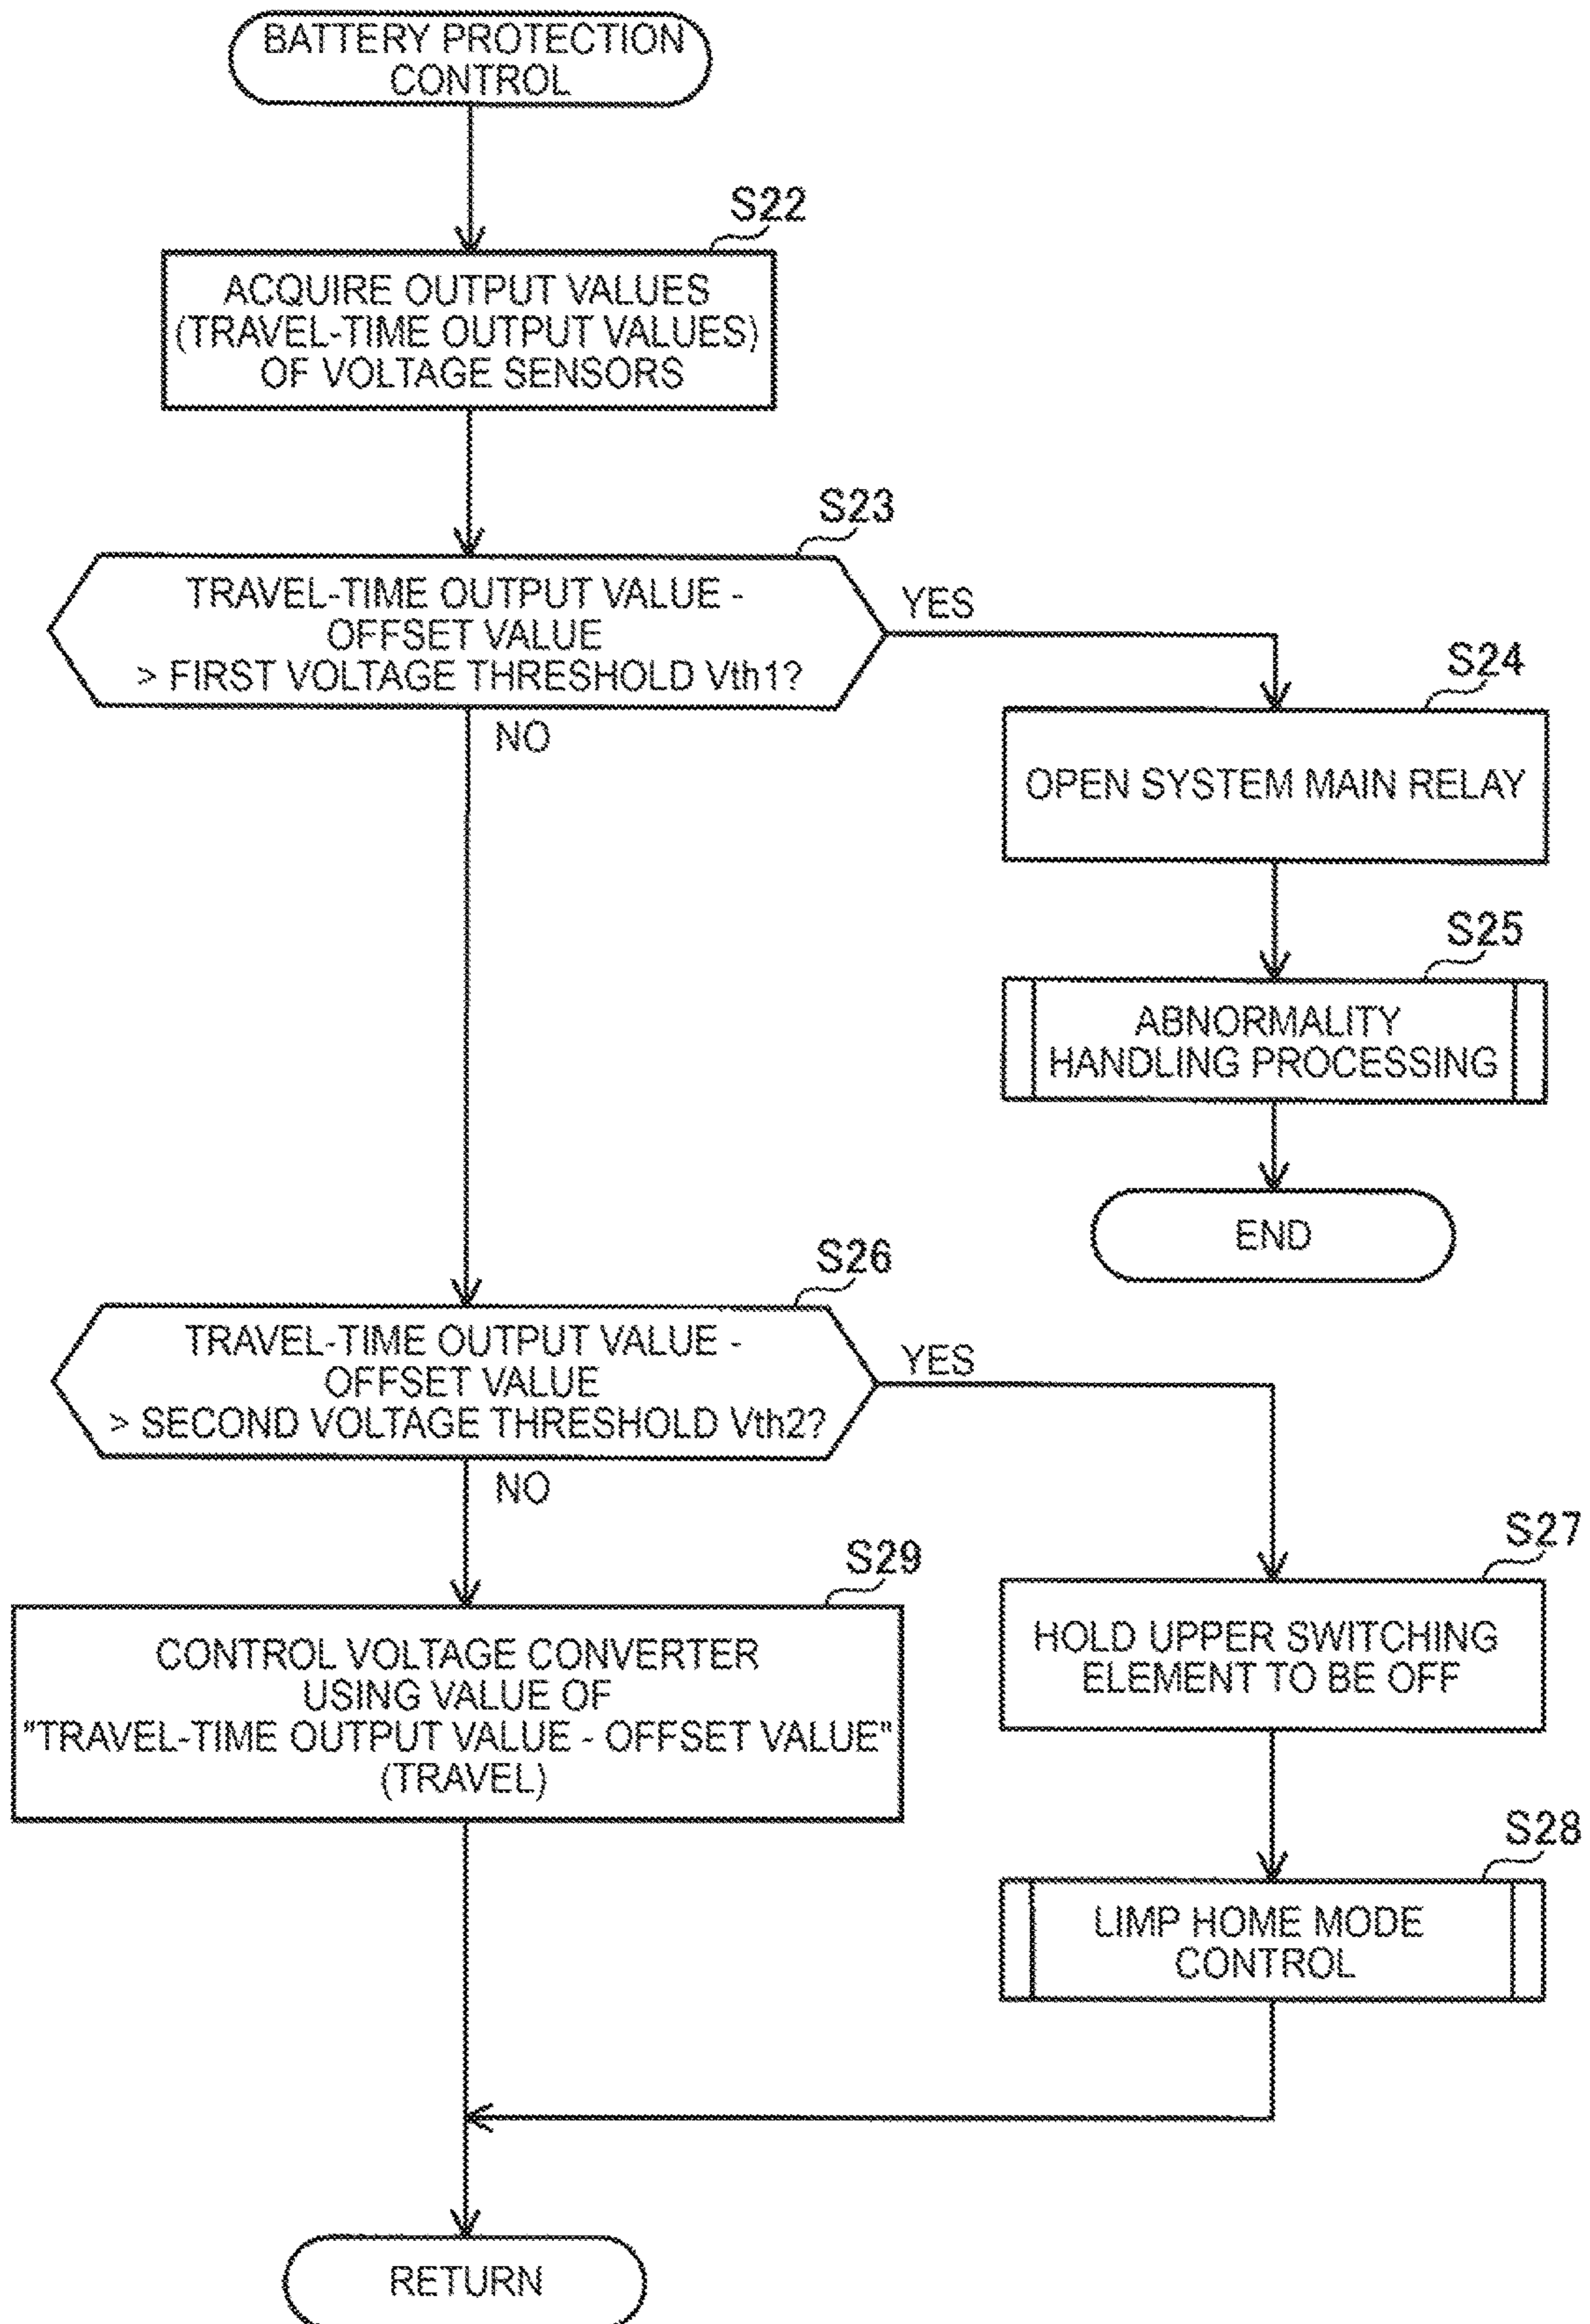 BATTERY PROTECTION
CONTROL
S22
ACQUIRE OUTPUT VALUES
(TRAVEL-TIME OUTPUT VALUES)
OF VOLTAGE SENSORS
S23
TRAVEL-TIME OUTPUT VALUE -
OFFSET VALUE
> FIRST VOLTAGE THRESHOLD Vth1?
YES
NO
S24
OPEN SYSTEM MAIN RELAY
S25
ABNORMALITY
HANDLING PROCESSING
END
S26
TRAVEL-TIME OUTPUT VALUE -
OFFSET VALUE
> SECOND VOLTAGE THRESHOLD Vth2?
YES
NO
S27
HOLD UPPER SWITCHING
ELEMENT TO BE OFF
S28
LIMP HOME MODE
CONTROL
S29
CONTROL VOLTAGE CONVERTER
USING VALUE OF
"TRAVEL-TIME OUTPUT VALUE - OFFSET VALUE"
(TRAVEL)
RETURN